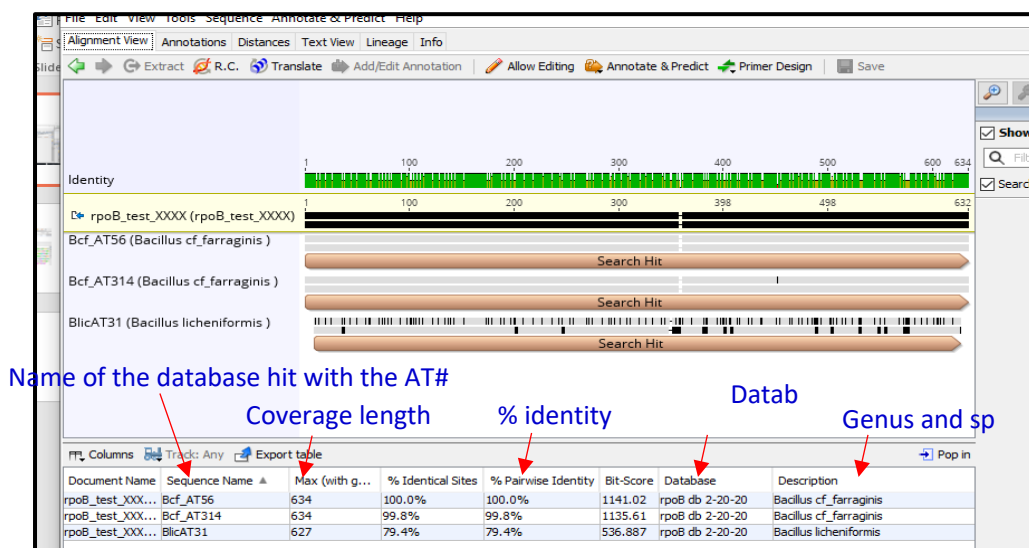 File Edit View Tools Sequence Annotate & Predict Help
Alignment View Annotations Distances Text View Lineage Info
Extract R.C. Translate Add/Edit Annotation Allow Editing Annotate & Predict Primer Design Save
1 100 200 300 400 500 600 634
Identity
1 100 200 300 398 498 632
rpoB_test_XXXX (rpoB_test_XXXX)
Bcf_AT56 (Bacillus cf_farraginis )
Search Hit
Bcf_AT314 (Bacillus cf_farraginis )
Search Hit
BlicAT31 (Bacillus licheniformis )
Search Hit
Show
Search
Name of the database hit with the AT#
Coverage length
% identity
Datab
Genus and sp
Columns Track: Any Export table Pop in
Document Name Sequence Name Max (with g... % Identical Sites % Pairwise Identity Bit-Score Database Description
rpoB_test_XXX... Bcf_AT56 634 100.0% 100.0% 1141.02 rpoB db 2-20-20 Bacillus cf_farraginis
rpoB_test_XXX... Bcf_AT314 634 99.8% 99.8% 1135.61 rpoB db 2-20-20 Bacillus cf_farraginis
rpoB_test_XXX... BlicAT31 627 79.4% 79.4% 536.887 rpoB db 2-20-20 Bacillus licheniformis